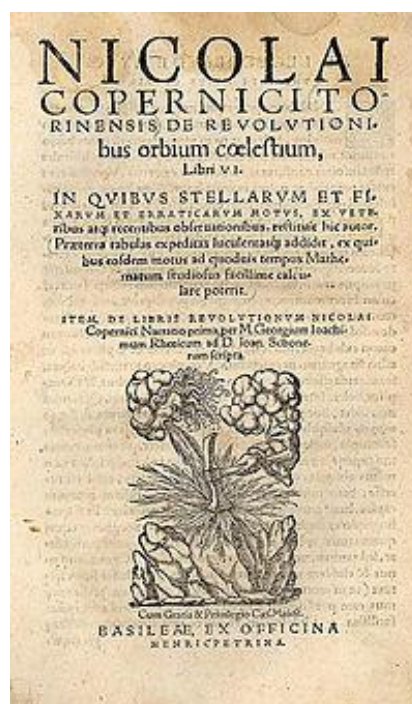 NICOLAI
COPERNICI TO-
RINENSIS DE REVOLVTIONI-
bus orbium cœlestium,
Libri VI.
IN QVIBVS STELLARVM ET FI-
XARVM ET ERRATICARVM MOTVS, EX VETE-
ribus atq; recentibus obseruationibus, restituit hic autor.
Præterea tabulas expeditas luculentasq; addidit, ex qui-
bus eosdem motus ad quoduis tempus Mathe-
matum studiosus facillime calcu-
lare poterit.
ITEM, DE LIBRIS REVOLVTIONVM NICOLAI
Copernici Narratio prima, per M. Georgium Ioachi-
mum Rheticum ad D. Ioan. Schone-
rum scripta.
Cum Gratia & Priuilegio Cæs. Maiest.
BASILEAE, EX OFFICINA
HENRICPETRINA.